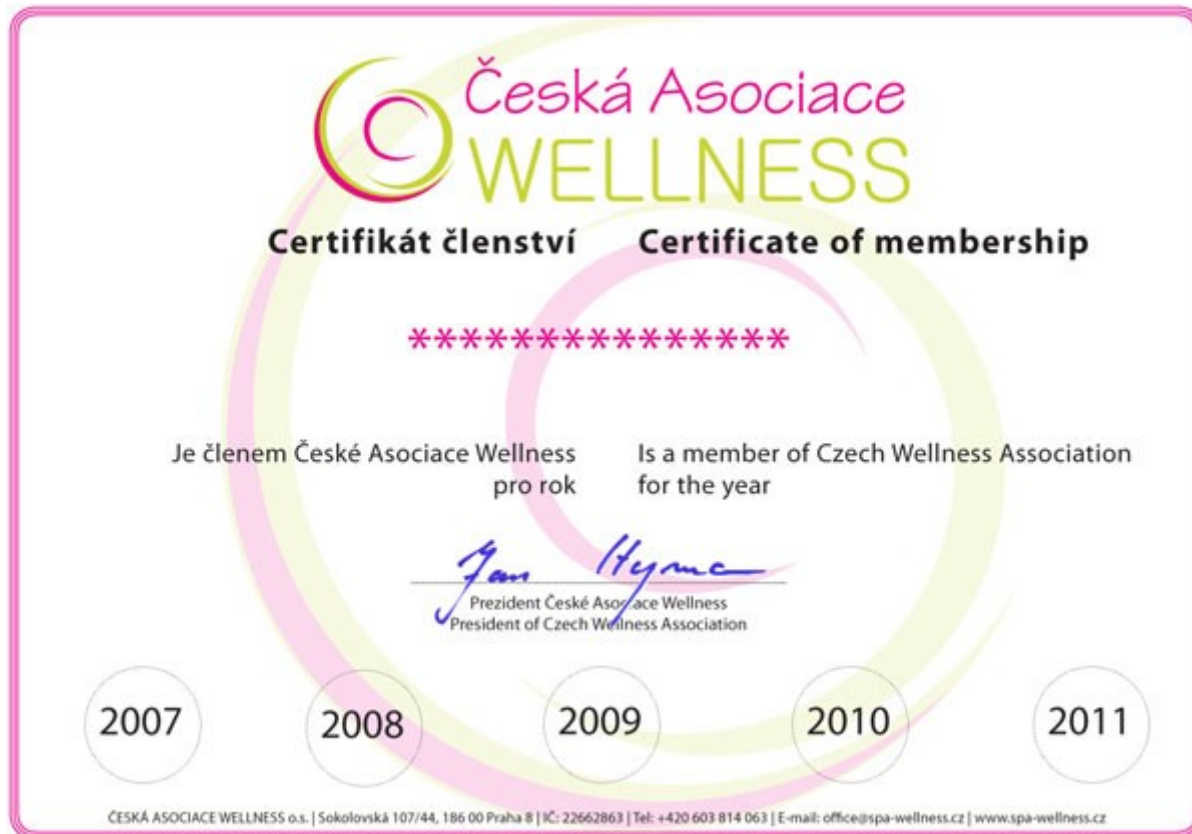 Česká Asociace
WELLNESS
Certifikát členství Certificate of membership
***************
Je členem České Asociace Wellness Is a member of Czech Wellness Association
pro rok for the year
Jan Hyrma
Prezident České Asociace Wellness
President of Czech Wellness Association
2007 2008 2009 2010 2011
ČESKÁ ASOCIACE WELLNESS o.s. | Sokolovská 107/44, 186 00 Praha 8 | IČ: 22662863 | Tel: +420 603 814 063 | E-mail: office@spa-wellness.cz | www.spa-wellness.cz